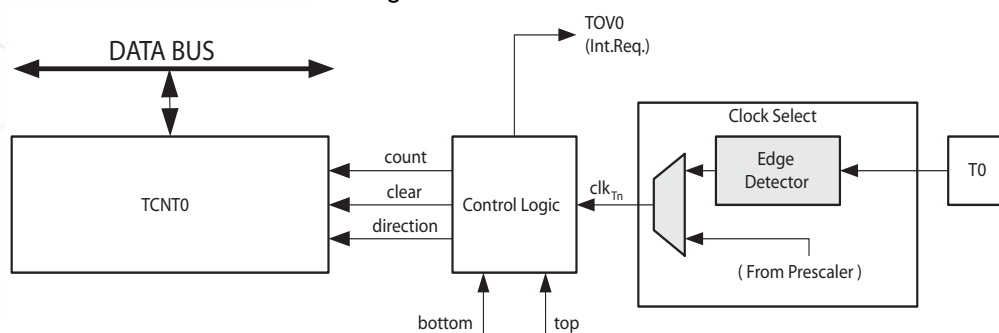 TOV0
(Int.Req.)
DATA BUS
Clock Select
count
Edge
Detector
T0
clkTn
TCNT0
clear
Control Logic
direction
( From Prescaler )
bottom
top